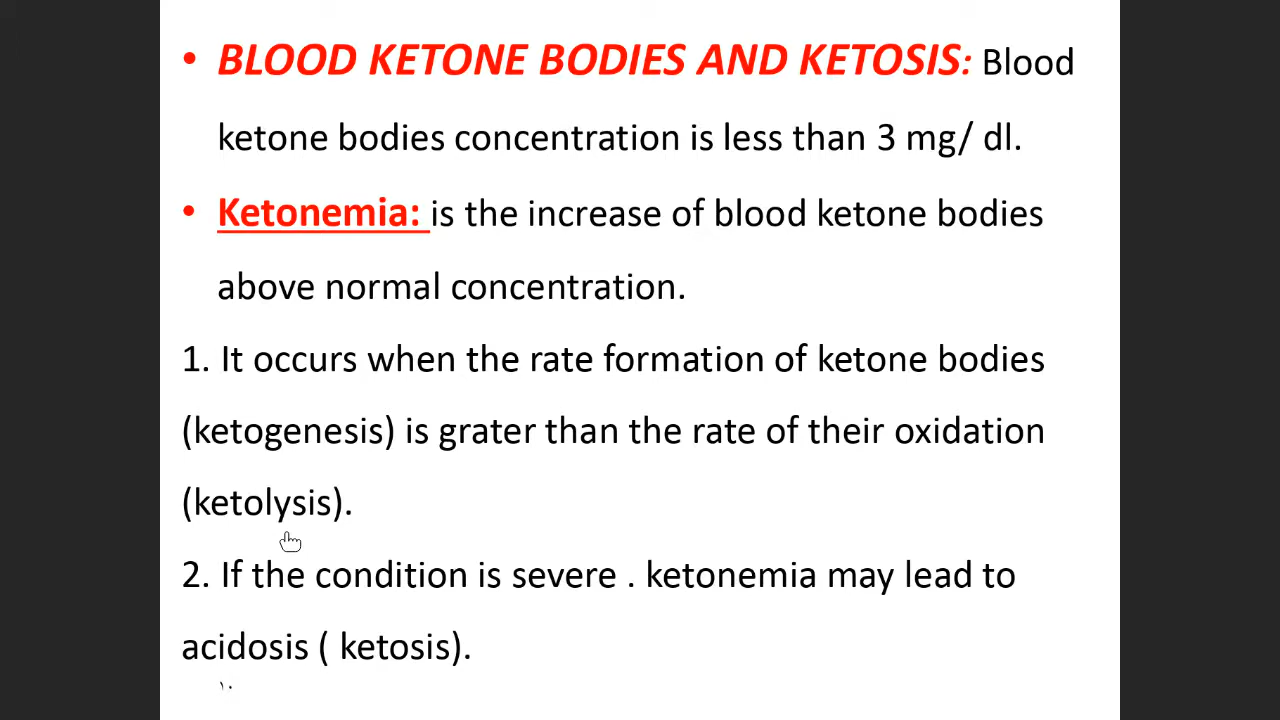 • BLOOD KETONE BODIES AND KETOSIS: Blood
ketone bodies concentration is less than 3 mg/ dl.
• Ketonemia: is the increase of blood ketone bodies
above normal concentration.
1. It occurs when the rate formation of ketone bodies
(ketogenesis) is grater than the rate of their oxidation
(ketolysis).
2. If the condition is severe . ketonemia may lead to
acidosis ( ketosis).